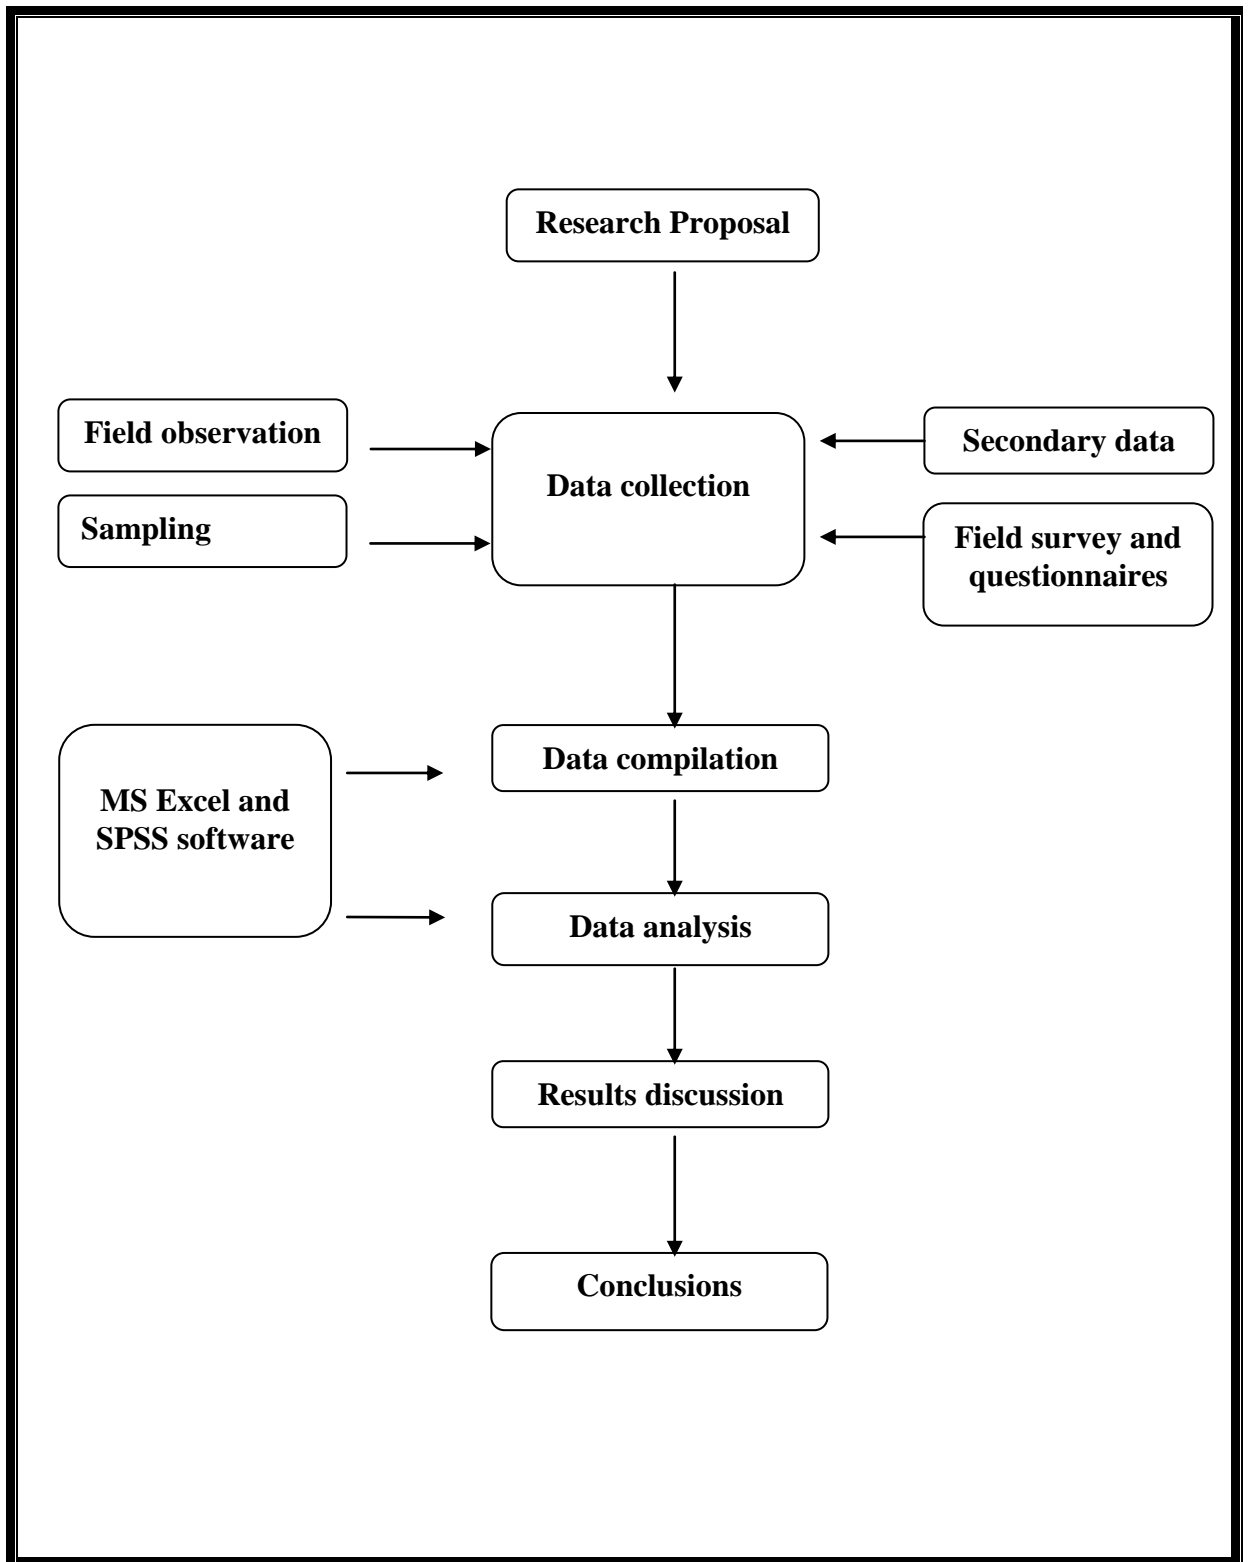 Research Proposal
Field observation
Secondary data
Data collection
Sampling
Field survey and
questionnaires
Data compilation
MS Excel and
SPSS software
Data analysis
Results discussion
Conclusions